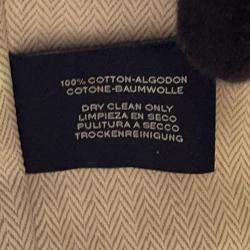 100% COTTON-ALGODON
COTONE-BAUMWOLLE
DRY CLEAN ONLY
LIMPIEZA EN SECO
PULITURA A SECCO
TROCKENREINIGUNG